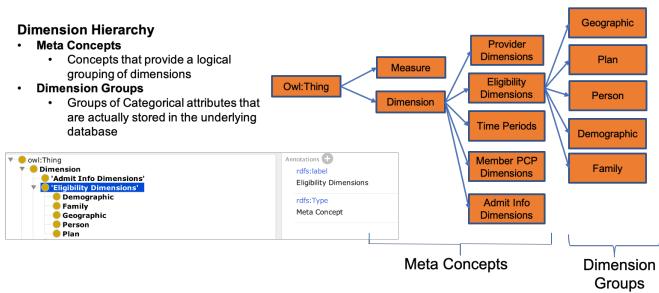 Dimension Hierarchy
• Meta Concepts
• Concepts that provide a logical
grouping of dimensions
• Dimension Groups
• Groups of Categorical attributes that
are actually stored in the underlying
database
owl:Thing
Dimension
'Admit Info Dimensions'
'Eligibility Dimensions'
Demographic
Family
Geographic
Person
Plan
Annotations
rdfs:label
Eligibility Dimensions
rdfs:Type
Meta Concept
Owl:Thing
Measure
Dimension
Provider
Dimensions
Eligibility
Dimensions
Time Periods
Member PCP
Dimensions
Admit Info
Dimensions
Geographic
Plan
Person
Demographic
Family
Meta Concepts
Dimension
Groups